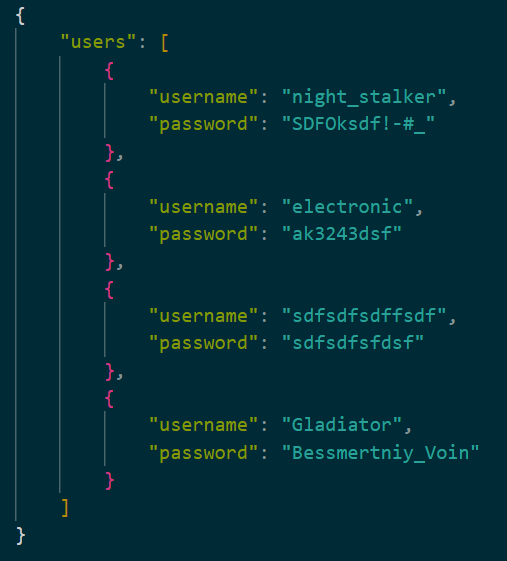 {
    "users": [
        {
            "username": "night_stalker",
            "password": "SDFOksdf!-#_"
        },
        {
            "username": "electronic",
            "password": "ak3243dsf"
        },
        {
            "username": "sdfsdfsdffsdf",
            "password": "sdfsdfsfdsf"
        },
        {
            "username": "Gladiator",
            "password": "Bessmertniy_Voin"
        }
    ]
}